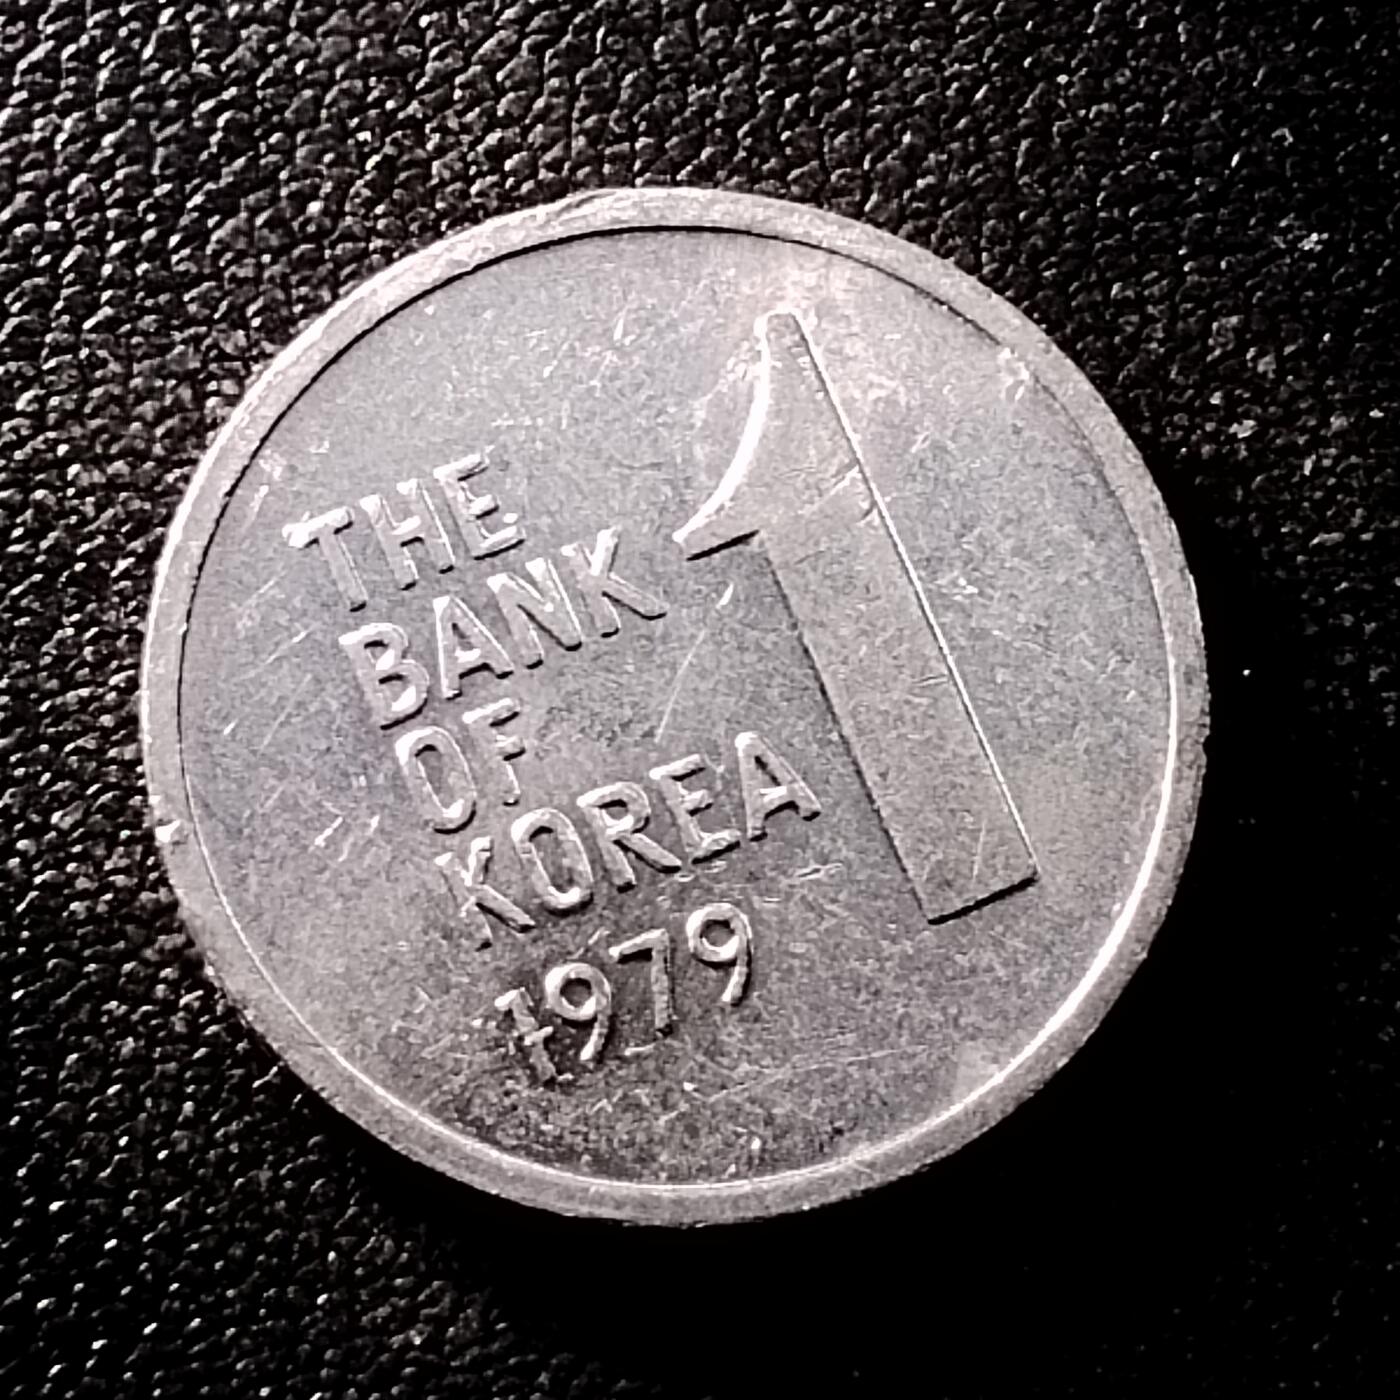 THE
BANK
OF
KOREA
1979
1